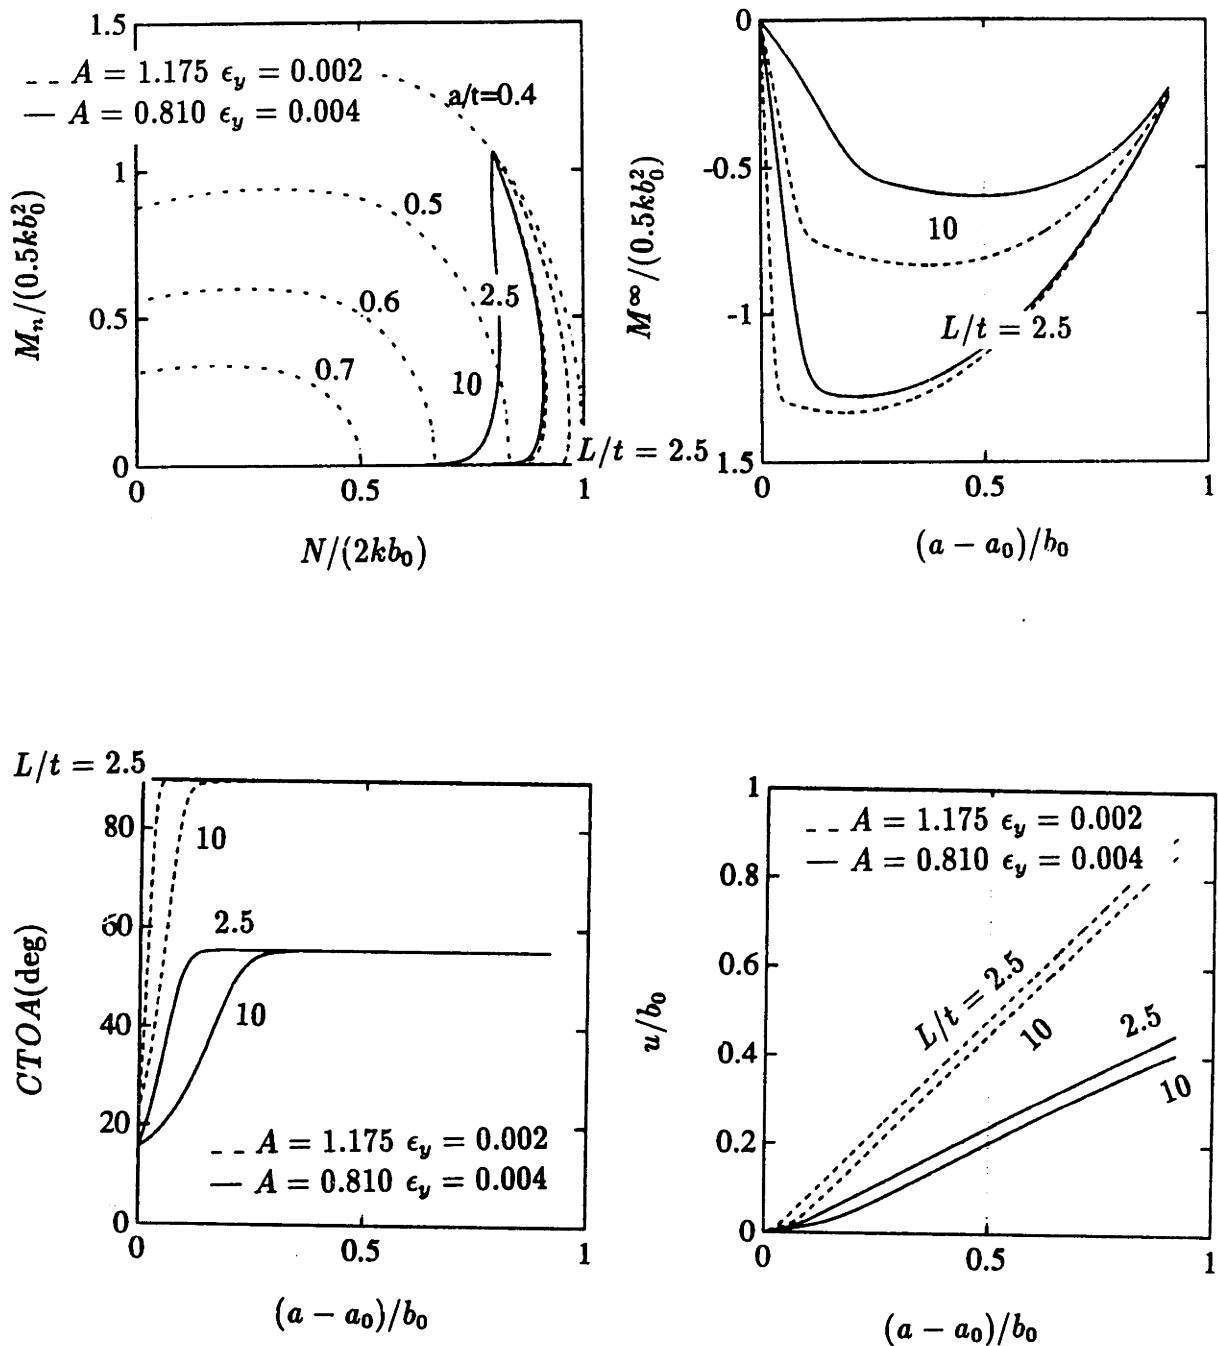 1.5
- - A = 1.175 ϵ_y = 0.002
— A = 0.810 ϵ_y = 0.004
a/t=0.4
1
0.5
0.6
2.5
0.5
0.7
10
0
L/t = 2.5
0
0.5
1
M_n/(0.5kb_0^2)
N/(2kb_0)
0
-0.5
10
-1
L/t = 2.5
1.5
0
0.5
1
M^∞/(0.5kb_0^2)
(a − a_0)/b_0
L/t = 2.5
80
10
60
2.5
40
10
20
- - A = 1.175 ϵ_y = 0.002
— A = 0.810 ϵ_y = 0.004
0
0
0.5
1
CTOA(deg)
(a − a_0)/b_0
1
- - A = 1.175 ϵ_y = 0.002
— A = 0.810 ϵ_y = 0.004
0.8
0.6
L/t = 2.5
10
2.5
0.4
10
0.2
0
0
0.5
1
u/b_0
(a − a_0)/b_0